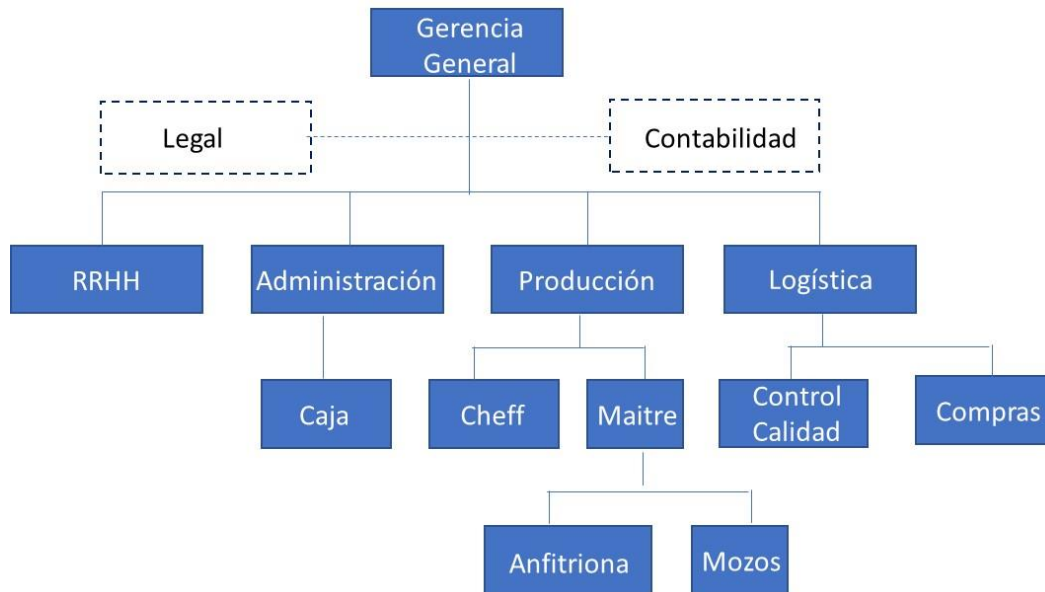 Gerencia
General
Legal
Contabilidad
RRHH
Administración
Producción
Logística
Caja
Cheff
Maitre
Control
Calidad
Compras
Anfitriona
Mozos